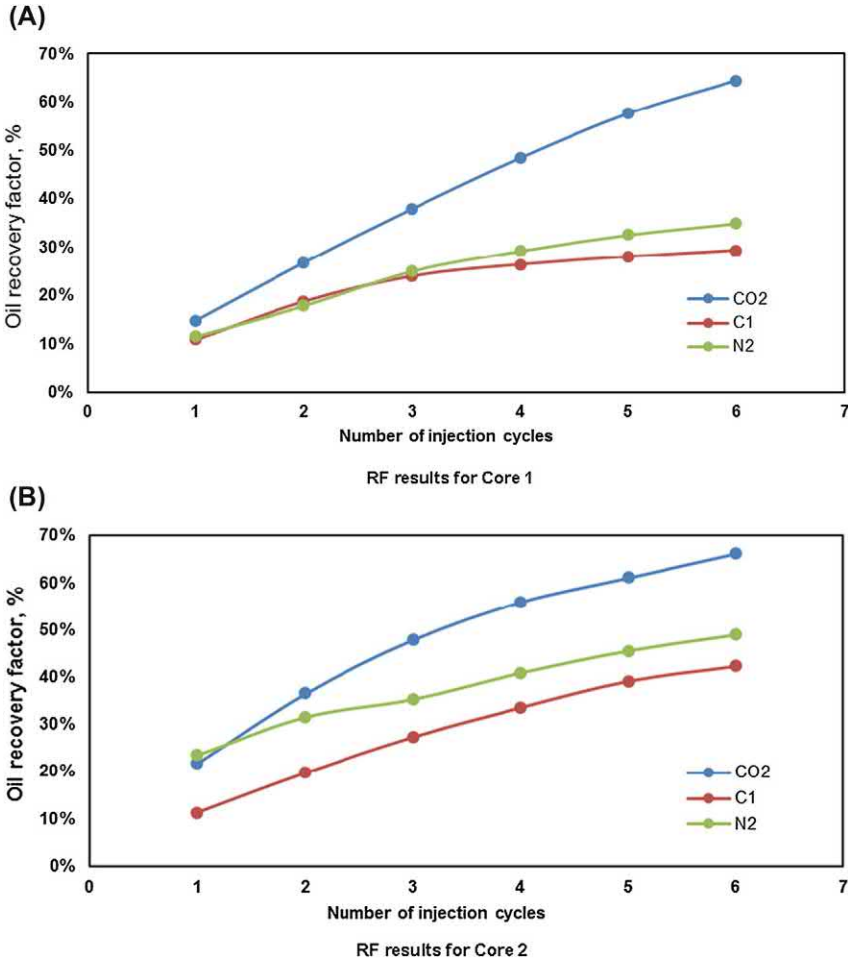 (A)
70%
60%
50%
40%
30%
20%
10%
0%
Oil recovery factor, %
CO2
C1
N2
0 1 2 3 4 5 6 7
Number of injection cycles
RF results for Core 1
(B)
70%
60%
50%
40%
30%
20%
10%
0%
Oil recovery factor, %
CO2
C1
N2
0 1 2 3 4 5 6 7
Number of injection cycles
RF results for Core 2